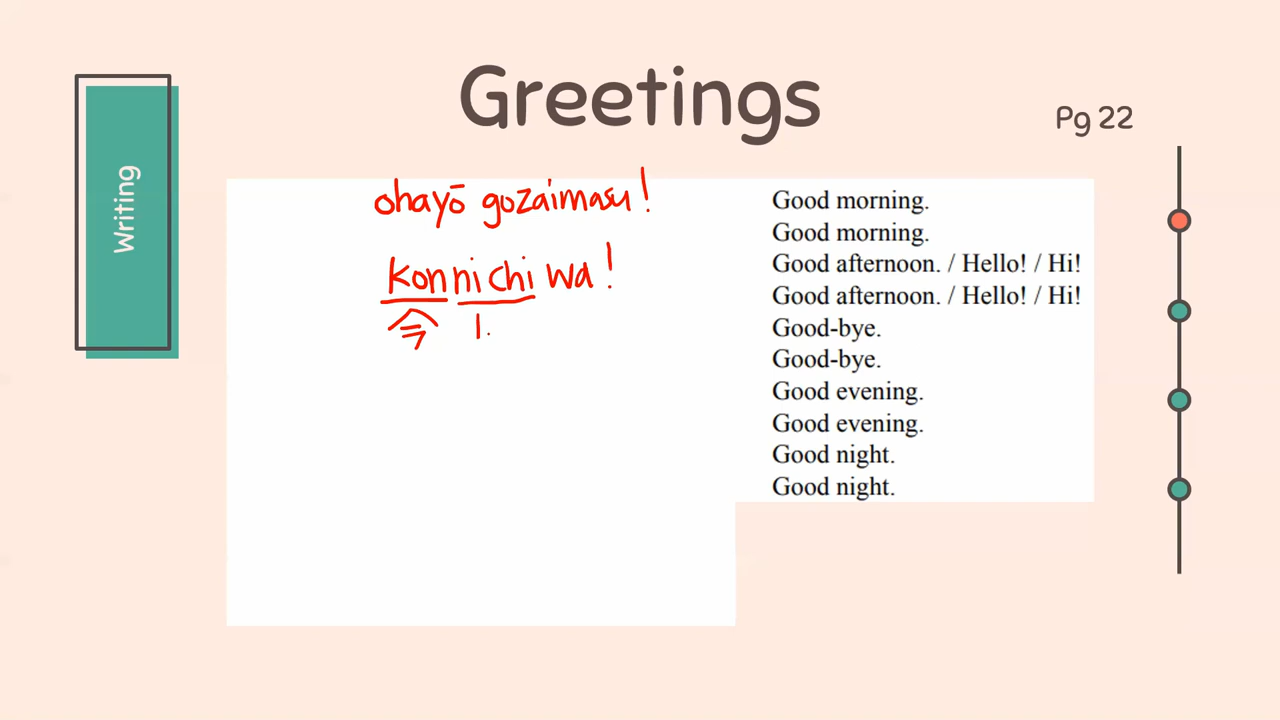 Greetings
Pg 22
Writing
ohayō gozaimasu!
konnichi wa!
今 1.
Good morning.
Good morning.
Good afternoon. / Hello! / Hi!
Good afternoon. / Hello! / Hi!
Good-bye.
Good-bye.
Good evening.
Good evening.
Good night.
Good night.